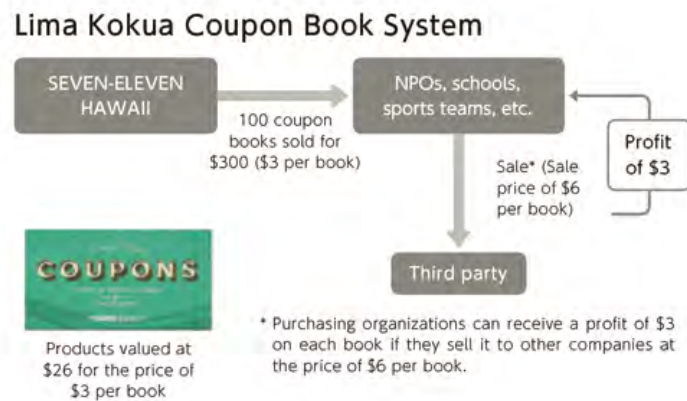 Lima Kokua Coupon Book System
SEVEN-ELEVEN
HAWAII
100 coupon
books sold for
$300 ($3 per book)
NPOs, schools,
sports teams, etc.
Profit
of $3
Sale* (Sale
price of $6
per book)
Third party
COUPONS
Products valued at
$26 for the price of
$3 per book
* Purchasing organizations can receive a profit of $3
on each book if they sell it to other companies at
the price of $6 per book.